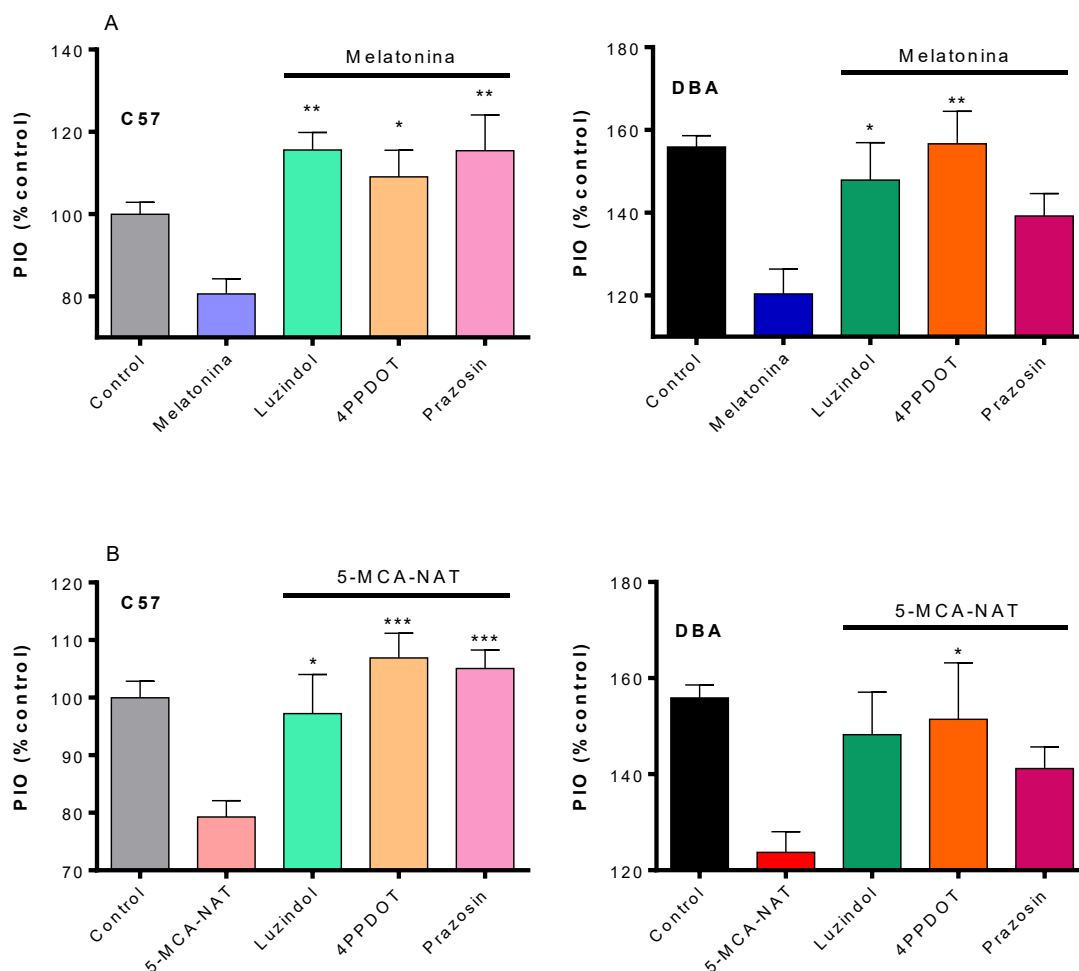 A
Melatonina
C57
PIO (% control)
140
120
100
80
**
*
**
Control
Melatonina
Luzindol
4PPDOT
Prazosin
Melatonina
DBA
PIO (% control)
180
160
140
120
*
**
Control
Melatonina
Luzindol
4PPDOT
Prazosin
B
5-MCA-NAT
C57
PIO (% control)
120
110
100
90
80
70
*
***
***
Control
5-MCA-NAT
Luzindol
4PPDOT
Prazosin
5-MCA-NAT
DBA
PIO (% control)
180
160
140
120
*
Control
5-MCA-NAT
Luzindol
4PPDOT
Prazosin